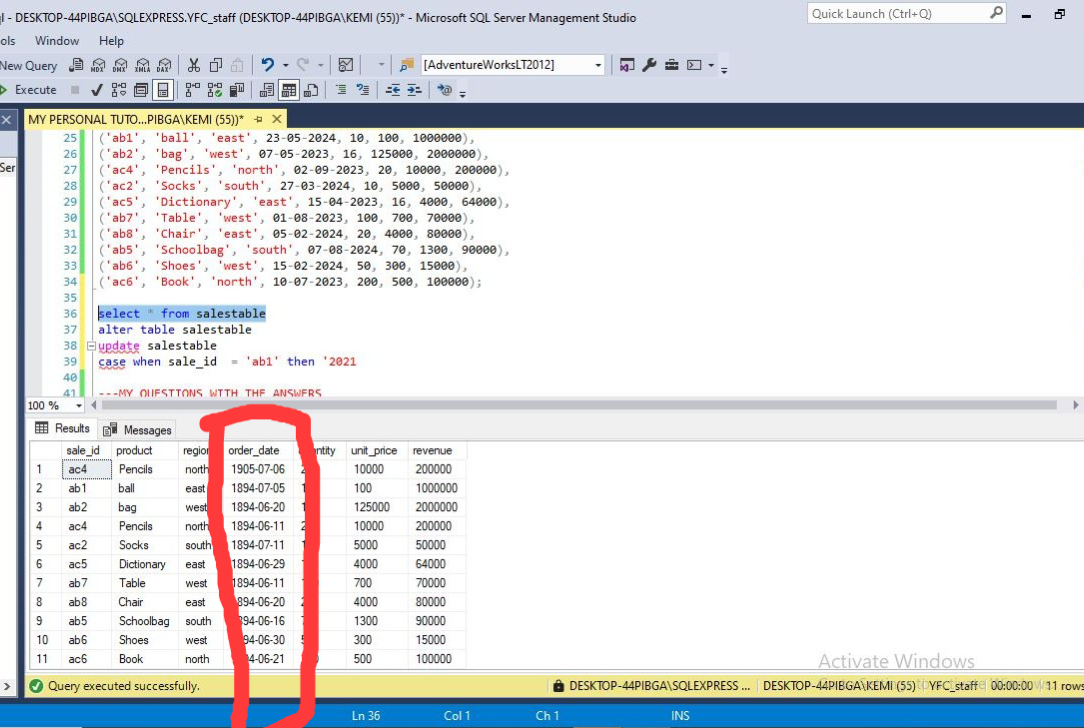 l - DESKTOP-44PIBGA\SQLEXPRESS.YFC_staff (DESKTOP-44PIBGA\KEMI (55))* - Microsoft SQL Server Management Studio
Quick Launch (Ctrl+Q)
ols Window Help
New Query MDX DMX XMLA DAX [AdventureWorksLT2012]
Execute
MY PERSONAL TUTO...PIBGA\KEMI (55))*
Ser
25 ('ab1', 'ball', 'east', 23-05-2024, 10, 100, 1000000),
26 ('ab2', 'bag', 'west', 07-05-2023, 16, 125000, 2000000),
27 ('ac4', 'Pencils', 'north', 02-09-2023, 20, 10000, 200000),
28 ('ac2', 'Socks', 'south', 27-03-2024, 10, 5000, 50000),
29 ('ac5', 'Dictionary', 'east', 15-04-2023, 16, 4000, 64000),
30 ('ab7', 'Table', 'west', 01-08-2023, 100, 700, 70000),
31 ('ab8', 'Chair', 'east', 05-02-2024, 20, 4000, 80000),
32 ('ab5', 'Schoolbag', 'south', 07-08-2024, 70, 1300, 90000),
33 ('ab6', 'Shoes', 'west', 15-02-2024, 50, 300, 15000),
34 ('ac6', 'Book', 'north', 10-07-2023, 200, 500, 100000);
35
36 select * from salestable
37 alter table salestable
38 update salestable
39 case when sale_id = 'ab1' then '2021
40
41 ---MY QUESTIONS WITH THE ANSWERS
100 %
Results Messages
sale_id product region order_date ntity unit_price revenue
1 ac4 Pencils north 1905-07-06 2 10000 200000
2 ab1 ball east 1894-07-05 1 100 1000000
3 ab2 bag west 1894-06-20 1 125000 2000000
4 ac4 Pencils north 1894-06-11 2 10000 200000
5 ac2 Socks south 1894-07-11 1 5000 50000
6 ac5 Dictionary east 1894-06-29 1 4000 64000
7 ab7 Table west 1894-06-11 700 70000
8 ab8 Chair east 894-06-20 2 4000 80000
9 ab5 Schoolbag south 894-06-16 7 1300 90000
10 ab6 Shoes west 94-06-30 5 300 15000
11 ac6 Book north 94-06-21 500 100000
Activate Windows
Query executed successfully. DESKTOP-44PIBGA\SQLEXPRESS ... DESKTOP-44PIBGA\KEMI (55) YFC_staff 00:00:00 11 rows
Ln 36 Col 1 Ch 1 INS